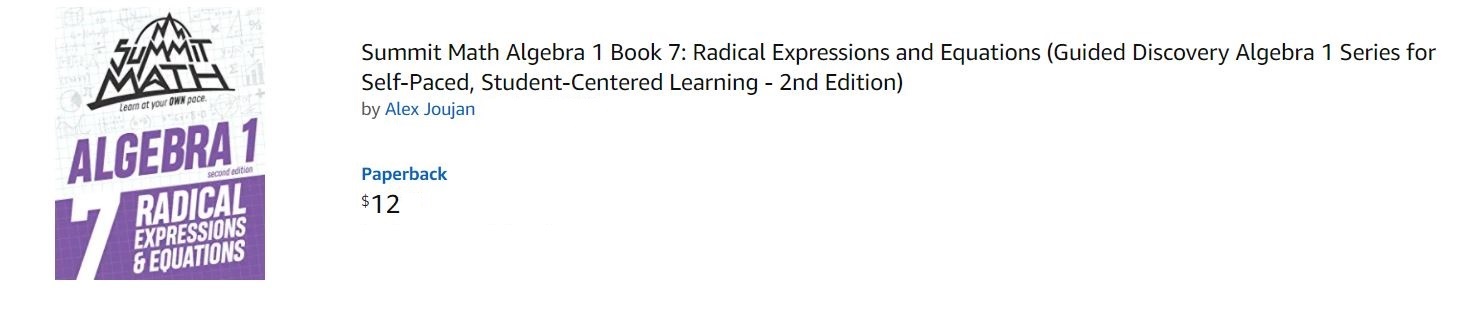 SUMMIT
MATH
Learn at your OWN pace.
ALGEBRA 1
second edition
7
RADICAL
EXPRESSIONS
& EQUATIONS
Summit Math Algebra 1 Book 7: Radical Expressions and Equations (Guided Discovery Algebra 1 Series for
Self-Paced, Student-Centered Learning - 2nd Edition)
by Alex Joujan
Paperback
$12